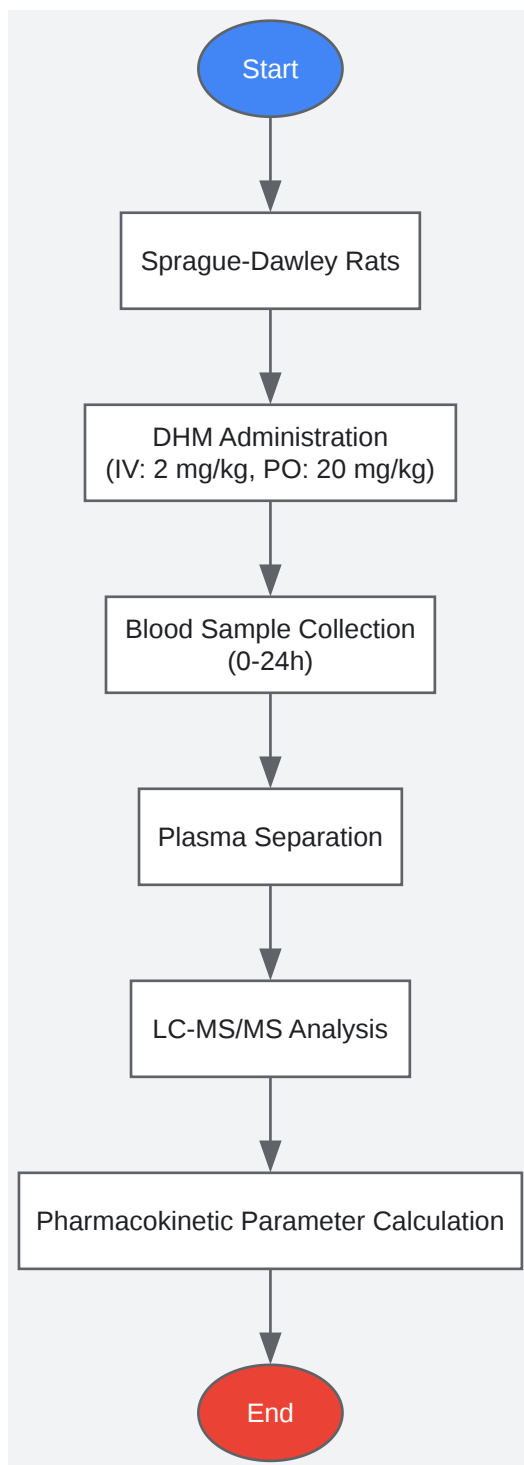 Start
Sprague-Dawley Rats
DHM Administration
(IV: 2 mg/kg, PO: 20 mg/kg)
Blood Sample Collection
(0-24h)
Plasma Separation
LC-MS/MS Analysis
Pharmacokinetic Parameter Calculation
End